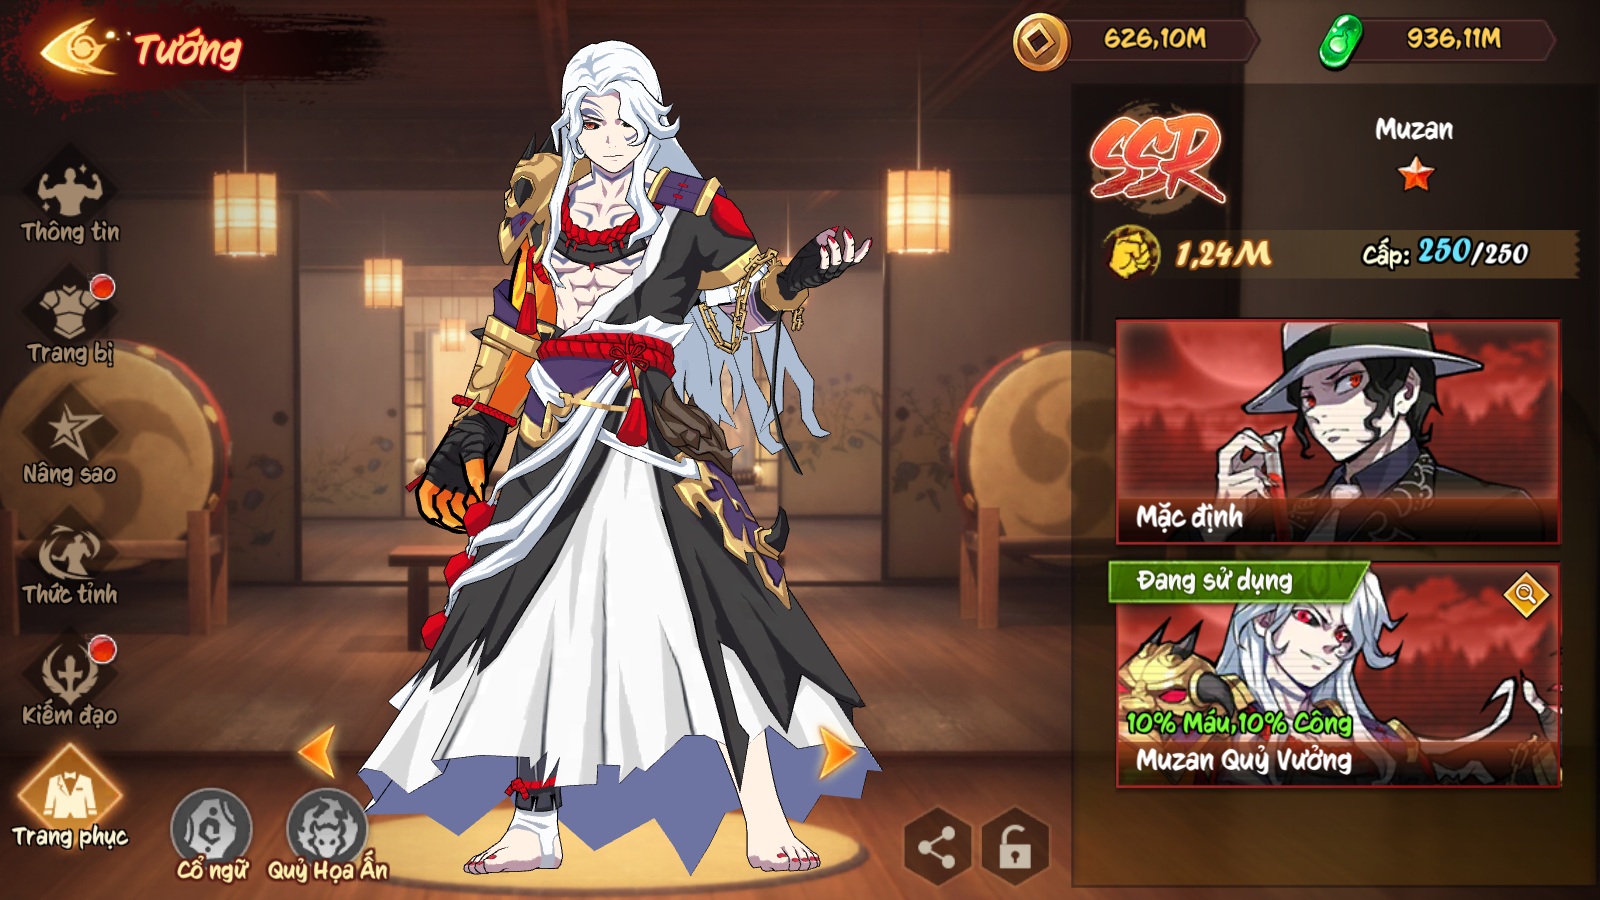 Tướng
626,10M
936,11M
SSR
Muzan
1,24M
Cấp: 250/250
Thông tin
Trang bị
Nâng sao
Thức tỉnh
Kiếm đạo
Trang phục
Cổ ngữ
Quỷ Họa Ấn
Mặc định
Đang sử dụng
10% Máu,10% Công
Muzan Quỷ Vưởng